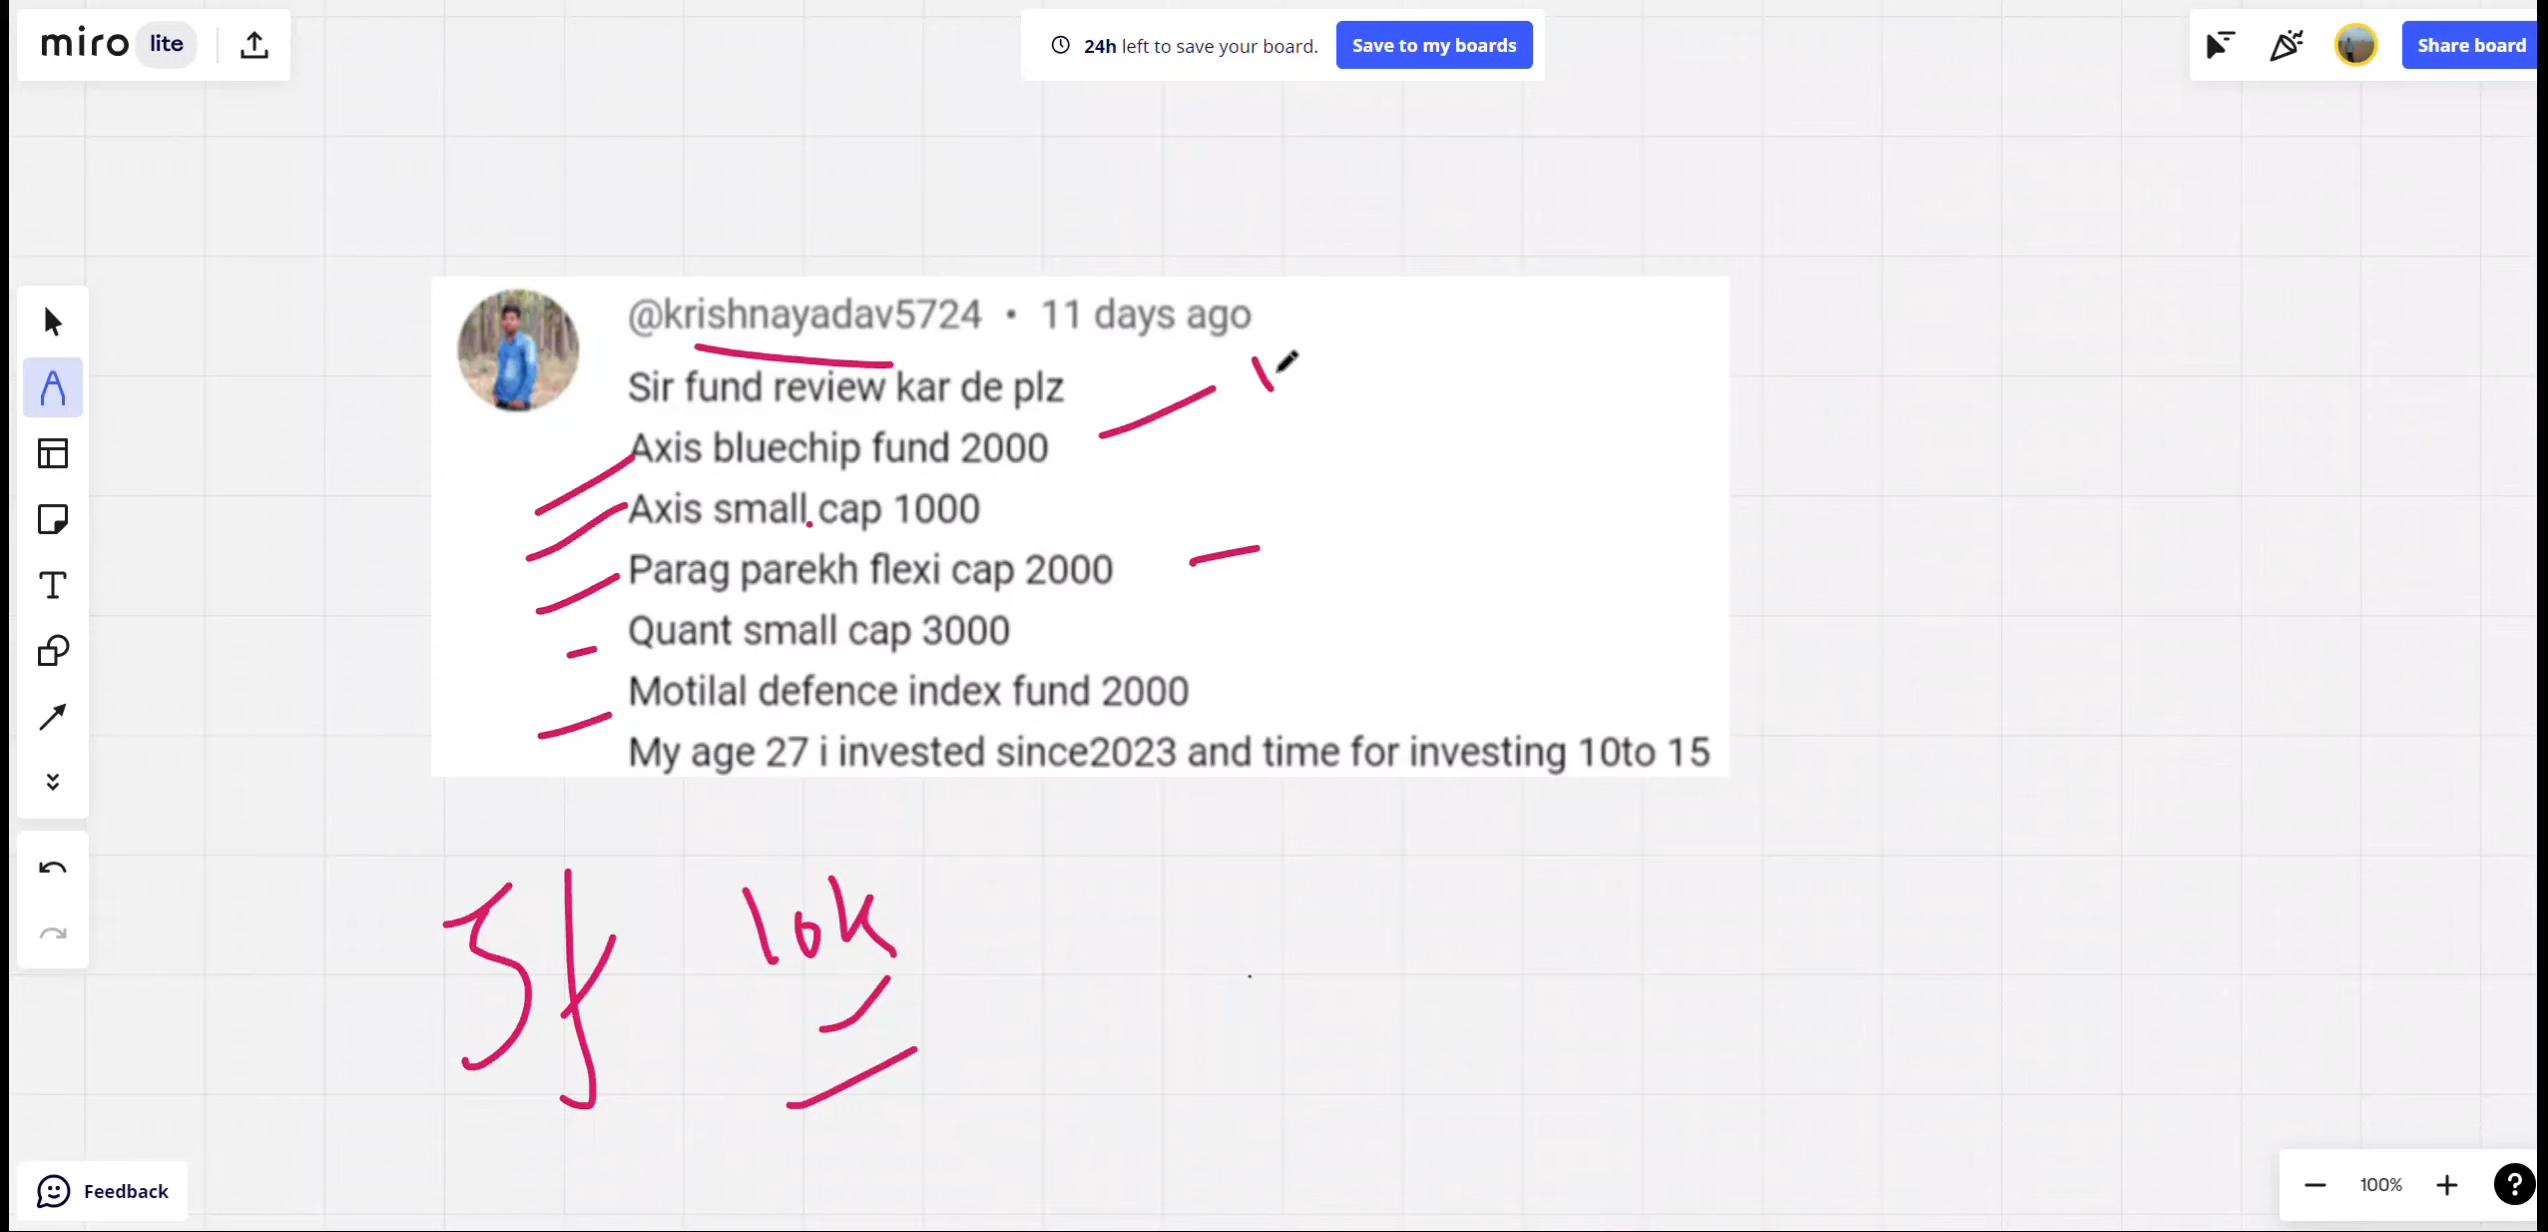 miro lite
24h left to save your board. Save to my boards
Share board
@krishnayadav5724 • 11 days ago
Sir fund review kar de plz
Axis bluechip fund 2000
Axis small cap 1000
Parag parekh flexi cap 2000
Quant small cap 3000
Motilal defence index fund 2000
My age 27 i invested since2023 and time for investing 10to 15
10k
Feedback
100%